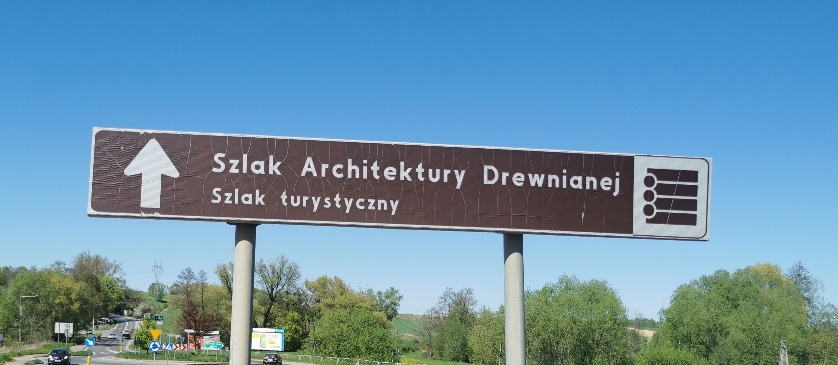 Szlak Architektury Drewnianej
Szlak turystyczny